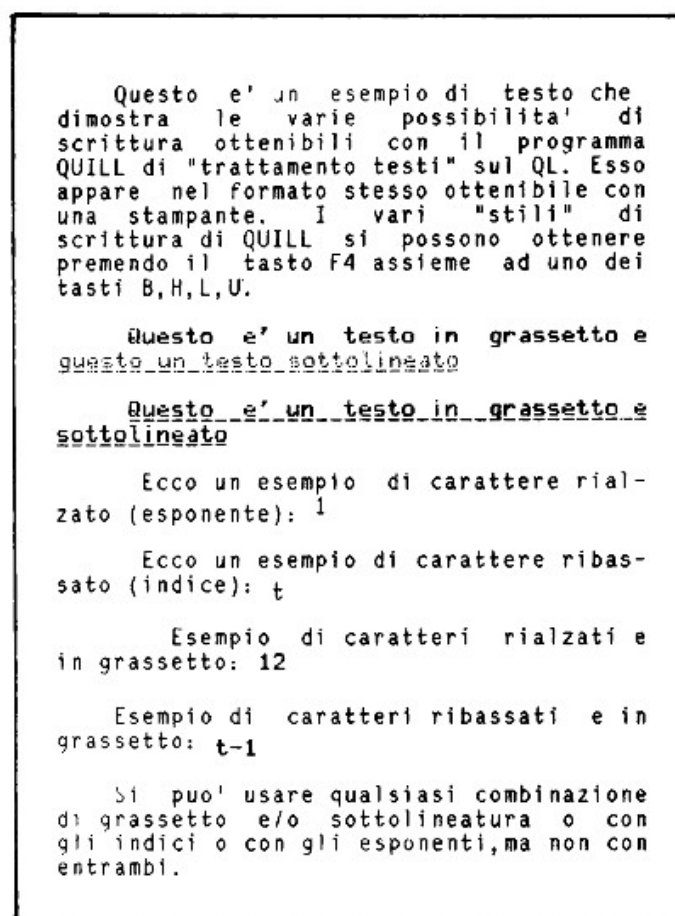 Questo e' un esempio di testo che
dimostra le varie possibilita' di
scrittura ottenibili con il programma
QUILL di "trattamento testi" sul QL. Esso
appare nel formato stesso ottenibile con
una stampante. I vari "stili" di
scrittura di QUILL si possono ottenere
premendo il tasto F4 assieme ad uno dei
tasti B,H,L,U.
Questo e' un testo in grassetto e
questo un testo sottolineato
Questo e' un testo in grassetto e
sottolineato
Ecco un esempio di carattere rial-
zato (esponente): 1
Ecco un esempio di carattere ribas-
sato (indice): t
Esempio di caratteri rialzati e
in grassetto: 12
Esempio di caratteri ribassati e in
grassetto: t-1
Si puo' usare qualsiasi combinazione
di grassetto e/o sottolineatura o con
gli indici o con gli esponenti,ma non con
entrambi.